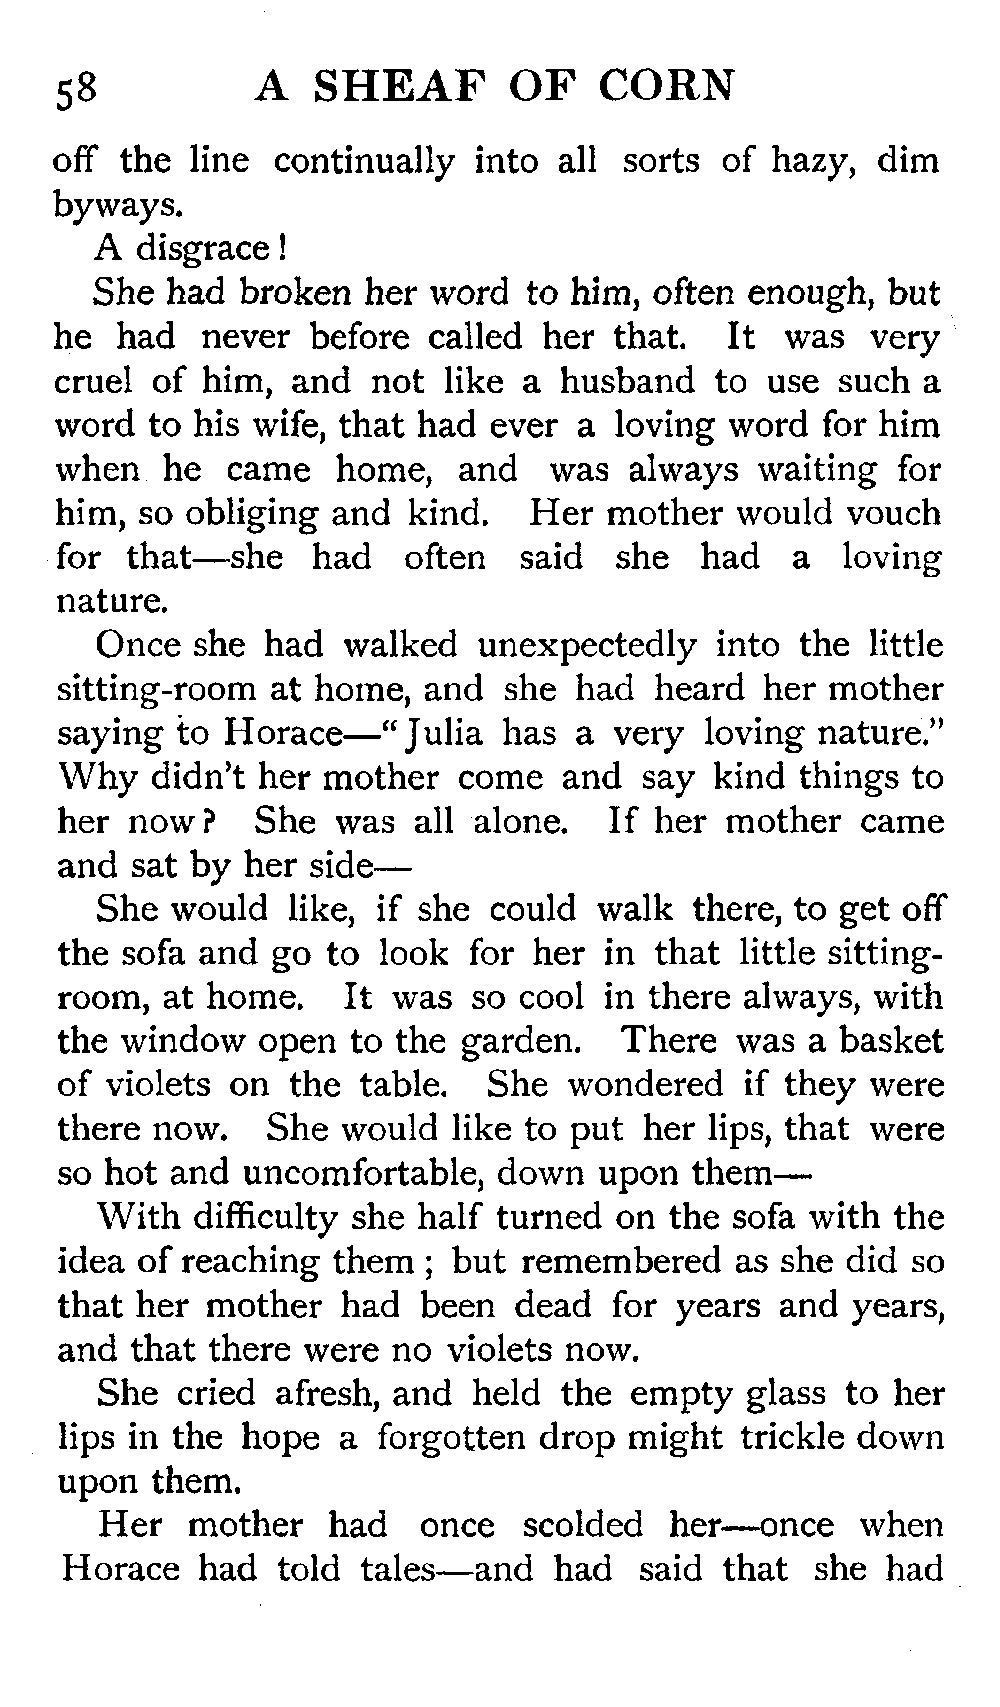 58 A SHEAF OF CORN
off the line continually into all sorts of hazy, dim
byways.
A disgrace !
She had broken her word to him, often enough, but
he had never before called her that. It was very
cruel of him, and not like a husband to use such a
word to his wife, that had ever a loving word for him
when he came home, and was always waiting for
him, so obliging and kind. Her mother would vouch
for that—she had often said she had a loving
nature.
Once she had walked unexpectedly into the little
sitting-room at home, and she had heard her mother
saying to Horace—“Julia has a very loving nature.”
Why didn't her mother come and say kind things to
her now ? She was all alone. If her mother came
and sat by her side—
She would like, if she could walk there, to get off
the sofa and go to look for her in that little sitting-
room, at home. It was so cool in there always, with
the window open to the garden. There was a basket
of violets on the table. She wondered if they were
there now. She would like to put her lips, that were
so hot and uncomfortable, down upon them—
With difficulty she half turned on the sofa with the
idea of reaching them ; but remembered as she did so
that her mother had been dead for years and years,
and that there were no violets now.
She cried afresh, and held the empty glass to her
lips in the hope a forgotten drop might trickle down
upon them.
Her mother had once scolded her—once when
Horace had told tales—and had said that she had